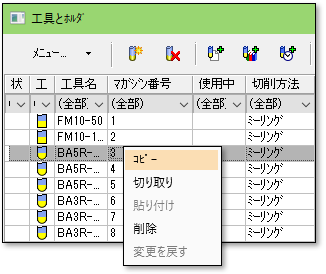 工具とﾎﾙﾀﾞ
ﾒﾆｭｰ...
状 工 工具名 マガジン番号 使用中 切削方法
(全部) (全部) (全部) (全部)
FM10-50 1 ﾐｰﾘﾝｸﾞ
FM10-1... 2 ﾐｰﾘﾝｸﾞ
BA5R-... 3 ﾐｰﾘﾝｸﾞ
BA5R-... 4 ﾐｰﾘﾝｸﾞ
BA5R-... 5 ﾐｰﾘﾝｸﾞ
BA3R-... 6 ﾐｰﾘﾝｸﾞ
BA3R-... 7 ﾐｰﾘﾝｸﾞ
BA3R-... 8 ﾐｰﾘﾝｸﾞ
ｺﾋﾟｰ
切り取り
貼り付け
削除
変更を戻す